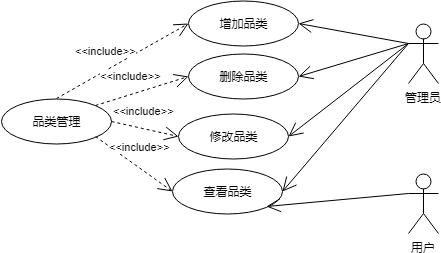 增加品类
<<include>>
删除品类
<<include>>
管理员
<<include>>
品类管理
修改品类
<<include>>
查看品类
用户